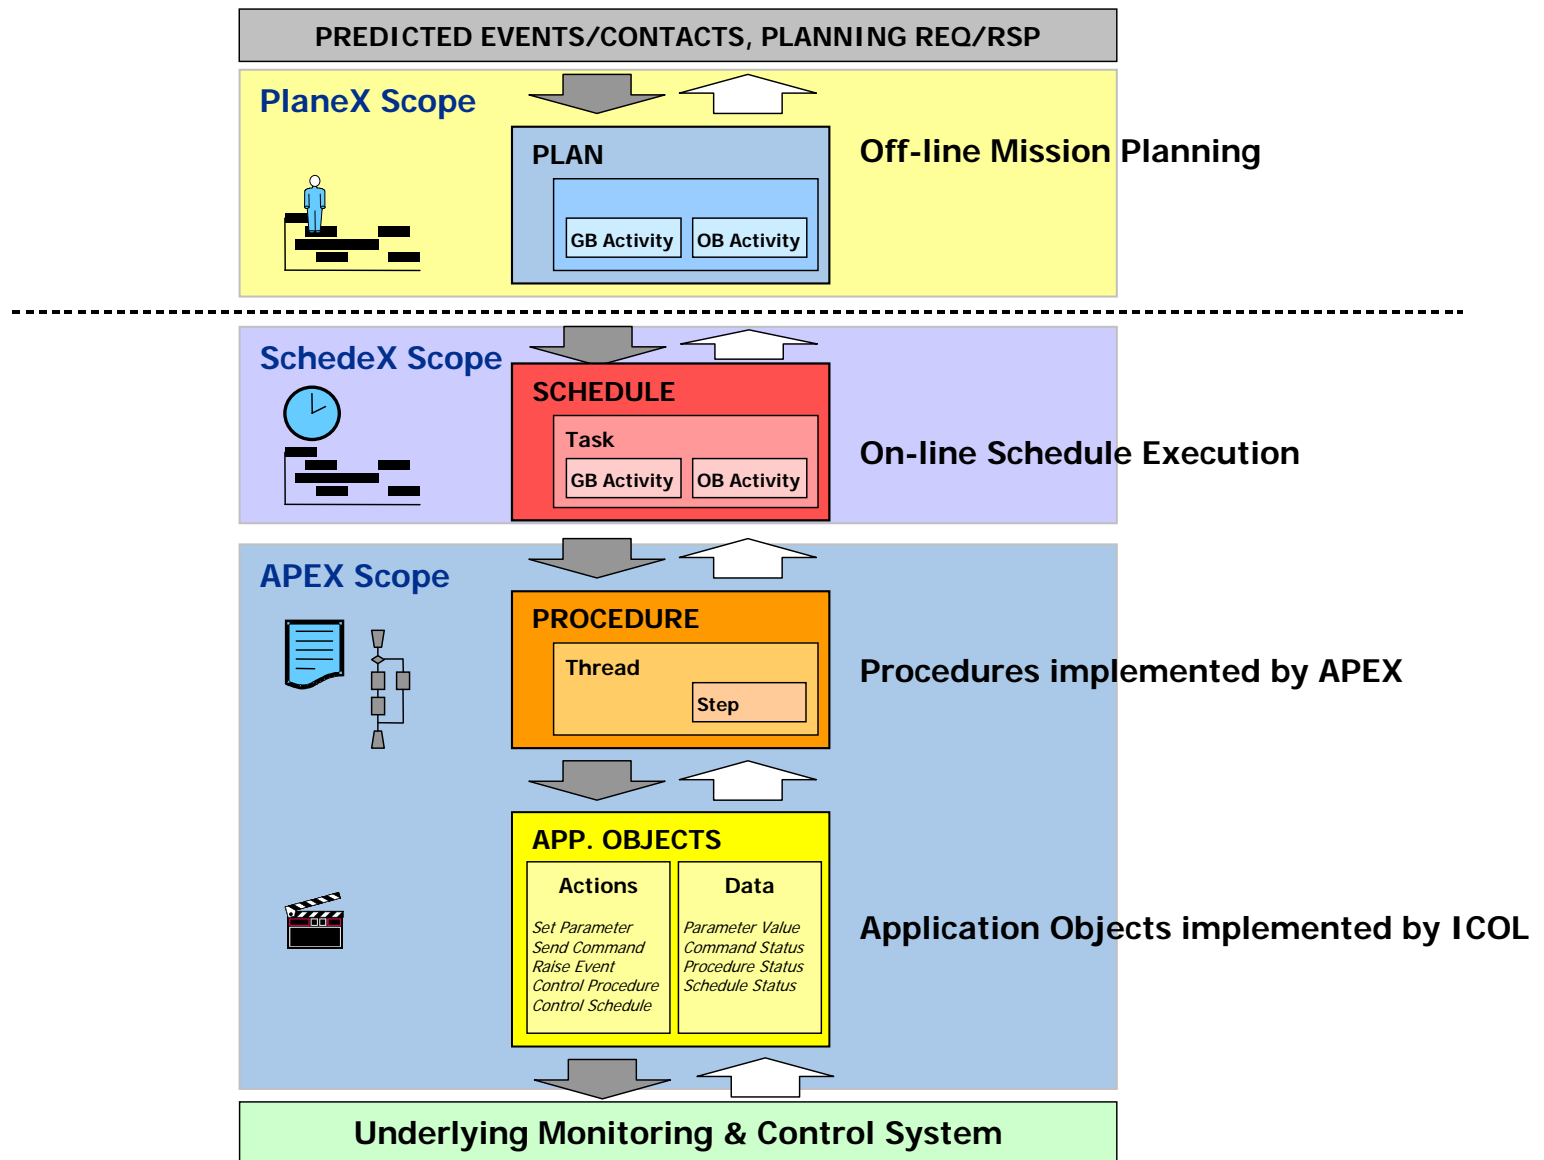 PREDICTED EVENTS/CONTACTS, PLANNING REQ/RSP
PlaneX Scope
PLAN
GB Activity
OB Activity
Off-line Mission Planning
SchedeX Scope
SCHEDULE
Task
GB Activity
OB Activity
On-line Schedule Execution
APEX Scope
PROCEDURE
Thread
Step
Procedures implemented by APEX
APP. OBJECTS
Actions
Set Parameter
Send Command
Raise Event
Control Procedure
Control Schedule
Data
Parameter Value
Command Status
Procedure Status
Schedule Status
Application Objects implemented by ICOL
Underlying Monitoring & Control System